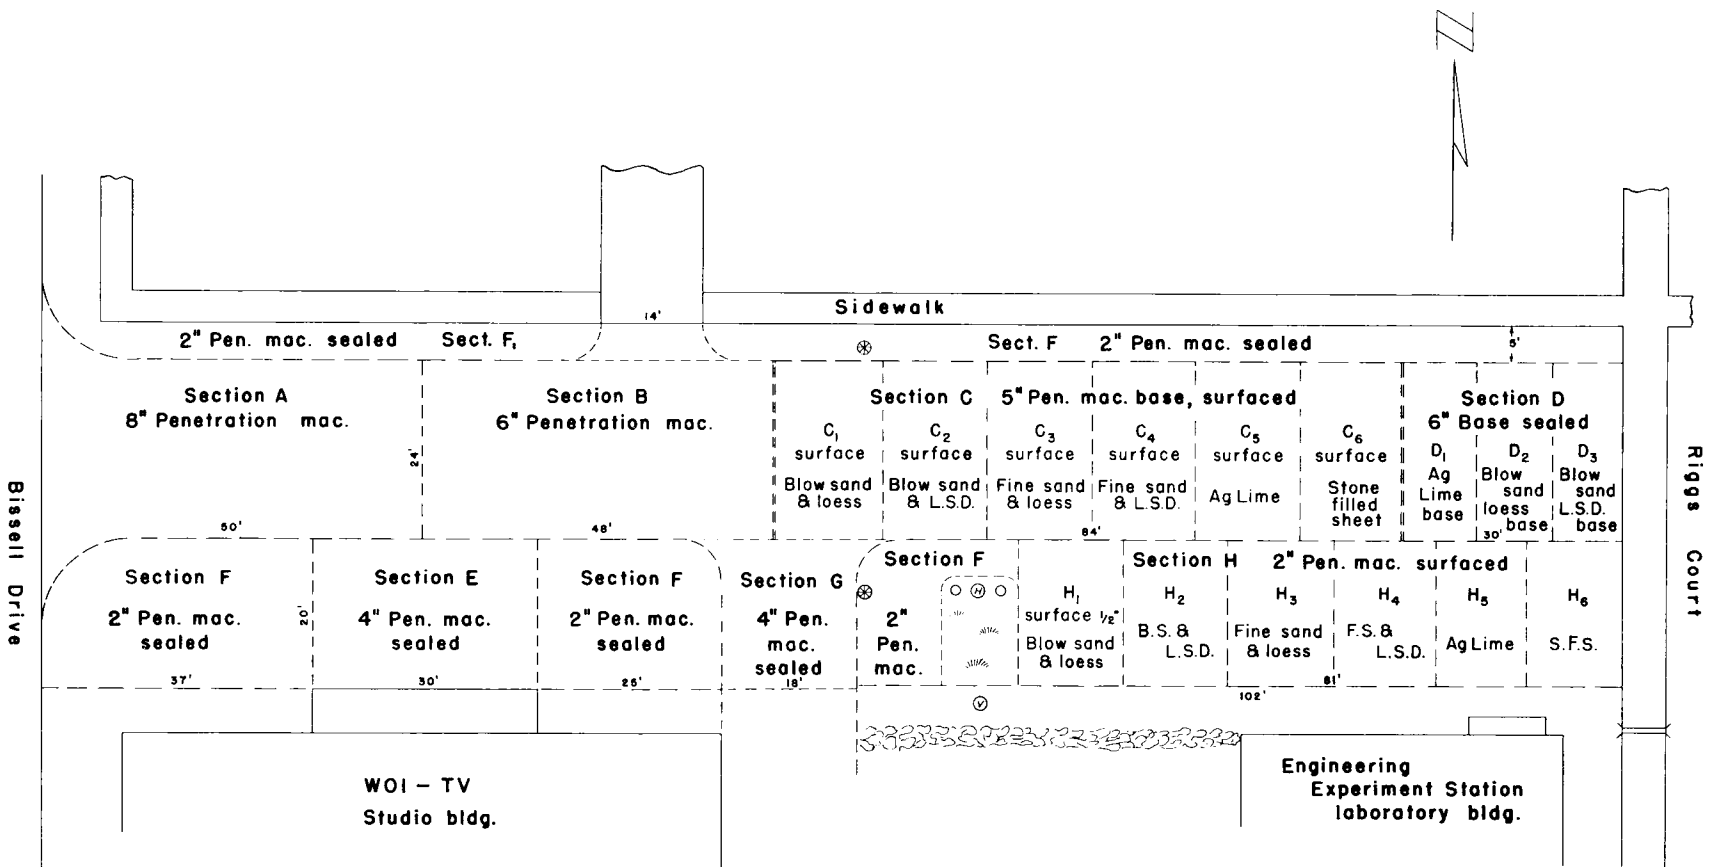 N
Sidewalk
14'
2" Pen. mac. sealed Sect. F₁
Sect. F 2" Pen. mac. sealed
5'
Section A
8" Penetration mac.
24'
50'
Section B
6" Penetration mac.
48'
Section C 5" Pen. mac. base, surfaced
C₁
surface
Blow sand
& loess
C₂
surface
Blow sand
& L.S.D.
C₃
surface
Fine sand
& loess
C₄
surface
Fine sand
& L.S.D.
C₅
surface
Ag Lime
C₆
surface
Stone
filled
sheet
84'
Section D
6" Base sealed
D₁
Ag
Lime
base
D₂
Blow
sand
loess
base
D₃
Blow
sand
L.S.D.
base
30'
Bissell Drive
Riggs Court
Section F
2" Pen. mac.
sealed
37'
20'
Section E
4" Pen. mac.
sealed
30'
Section F
2" Pen. mac.
sealed
25'
Section G
4" Pen.
mac.
sealed
18'
Section F
2"
Pen.
mac.
H
V
Section H 2" Pen. mac. surfaced
H₁
surface 1/2"
Blow sand
& loess
H₂
B.S. &
L.S.D.
H₃
Fine sand
& loess
H₄
F.S. &
L.S.D.
H₅
Ag Lime
H₆
S.F.S.
81'
102'
WOI – TV
Studio bldg.
Engineering
Experiment Station
laboratory bldg.